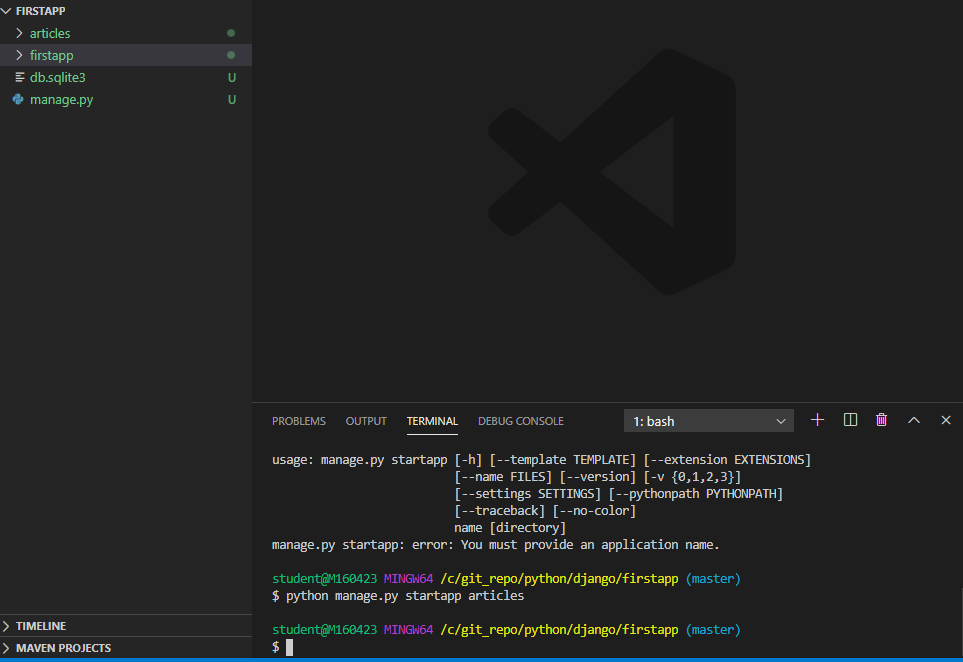 FIRSTAPP
articles
firstapp
db.sqlite3 U
manage.py U
TIMELINE
MAVEN PROJECTS
PROBLEMS OUTPUT TERMINAL DEBUG CONSOLE 1: bash
usage: manage.py startapp [-h] [--template TEMPLATE] [--extension EXTENSIONS]
[--name FILES] [--version] [-v {0,1,2,3}]
[--settings SETTINGS] [--pythonpath PYTHONPATH]
[--traceback] [--no-color]
name [directory]
manage.py startapp: error: You must provide an application name.
student@M160423 MINGW64 /c/git_repo/python/django/firstapp (master)
$ python manage.py startapp articles
student@M160423 MINGW64 /c/git_repo/python/django/firstapp (master)
$